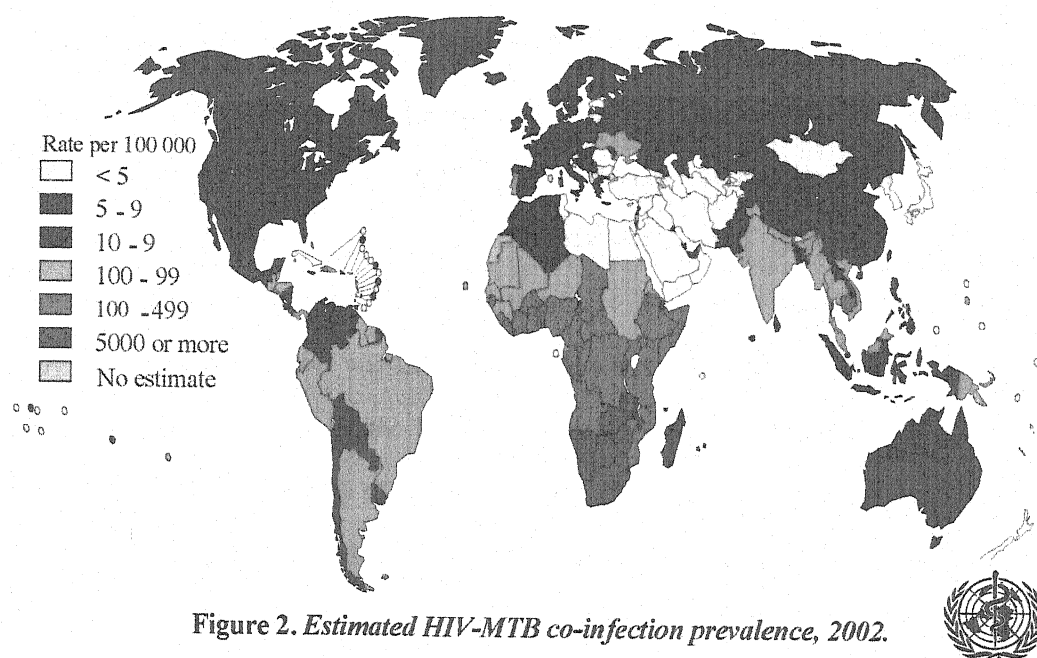 Rate per 100 000
< 5
5 - 9
10 - 9
100 - 99
100 -499
5000 or more
No estimate
Figure 2. Estimated HIV-MTB co-infection prevalence, 2002.